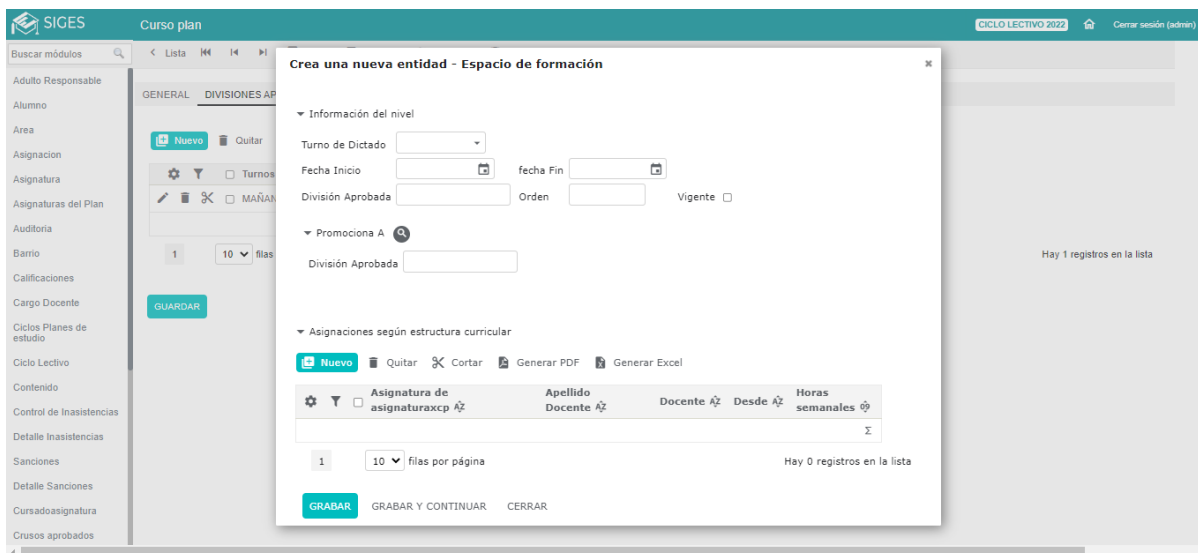 SIGES
Curso plan
CICLO LECTIVO 2022
Cerrar sesión (admin)
Buscar módulos
Lista
Adulto Responsable
Alumno
Area
Asignacion
Asignatura
Asignaturas del Plan
Auditoria
Barrio
Calificaciones
Cargo Docente
Ciclos Planes de
estudio
Ciclo Lectivo
Contenido
Control de Inasistencias
Detalle Inasistencias
Sanciones
Detalle Sanciones
Cursadoasignatura
Crusos aprobados
GENERAL DIVISIONES AP
Nuevo Quitar
Turnos
MAÑAN
1 10 filas
Hay 1 registros en la lista
GUARDAR
Crea una nueva entidad - Espacio de formación
Información del nivel
Turno de Dictado
Fecha Inicio fecha Fin
División Aprobada Orden Vigente
Promociona A
División Aprobada
Asignaciones según estructura curricular
Nuevo Quitar Cortar Generar PDF Generar Excel
Asignatura de
asignaturaxcp
Apellido
Docente
Docente
Desde
Horas
semanales
Σ
1 10 filas por página Hay 0 registros en la lista
GRABAR GRABAR Y CONTINUAR CERRAR